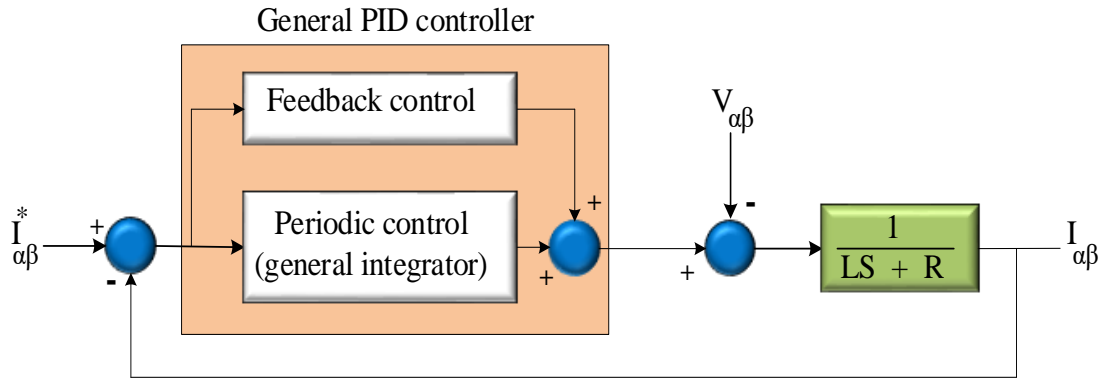 General PID controller
Feedback control
V
αβ
-
+
*
I
αβ
+
-
Periodic control
(general integrator)
+
+
1
LS + R
I
αβ